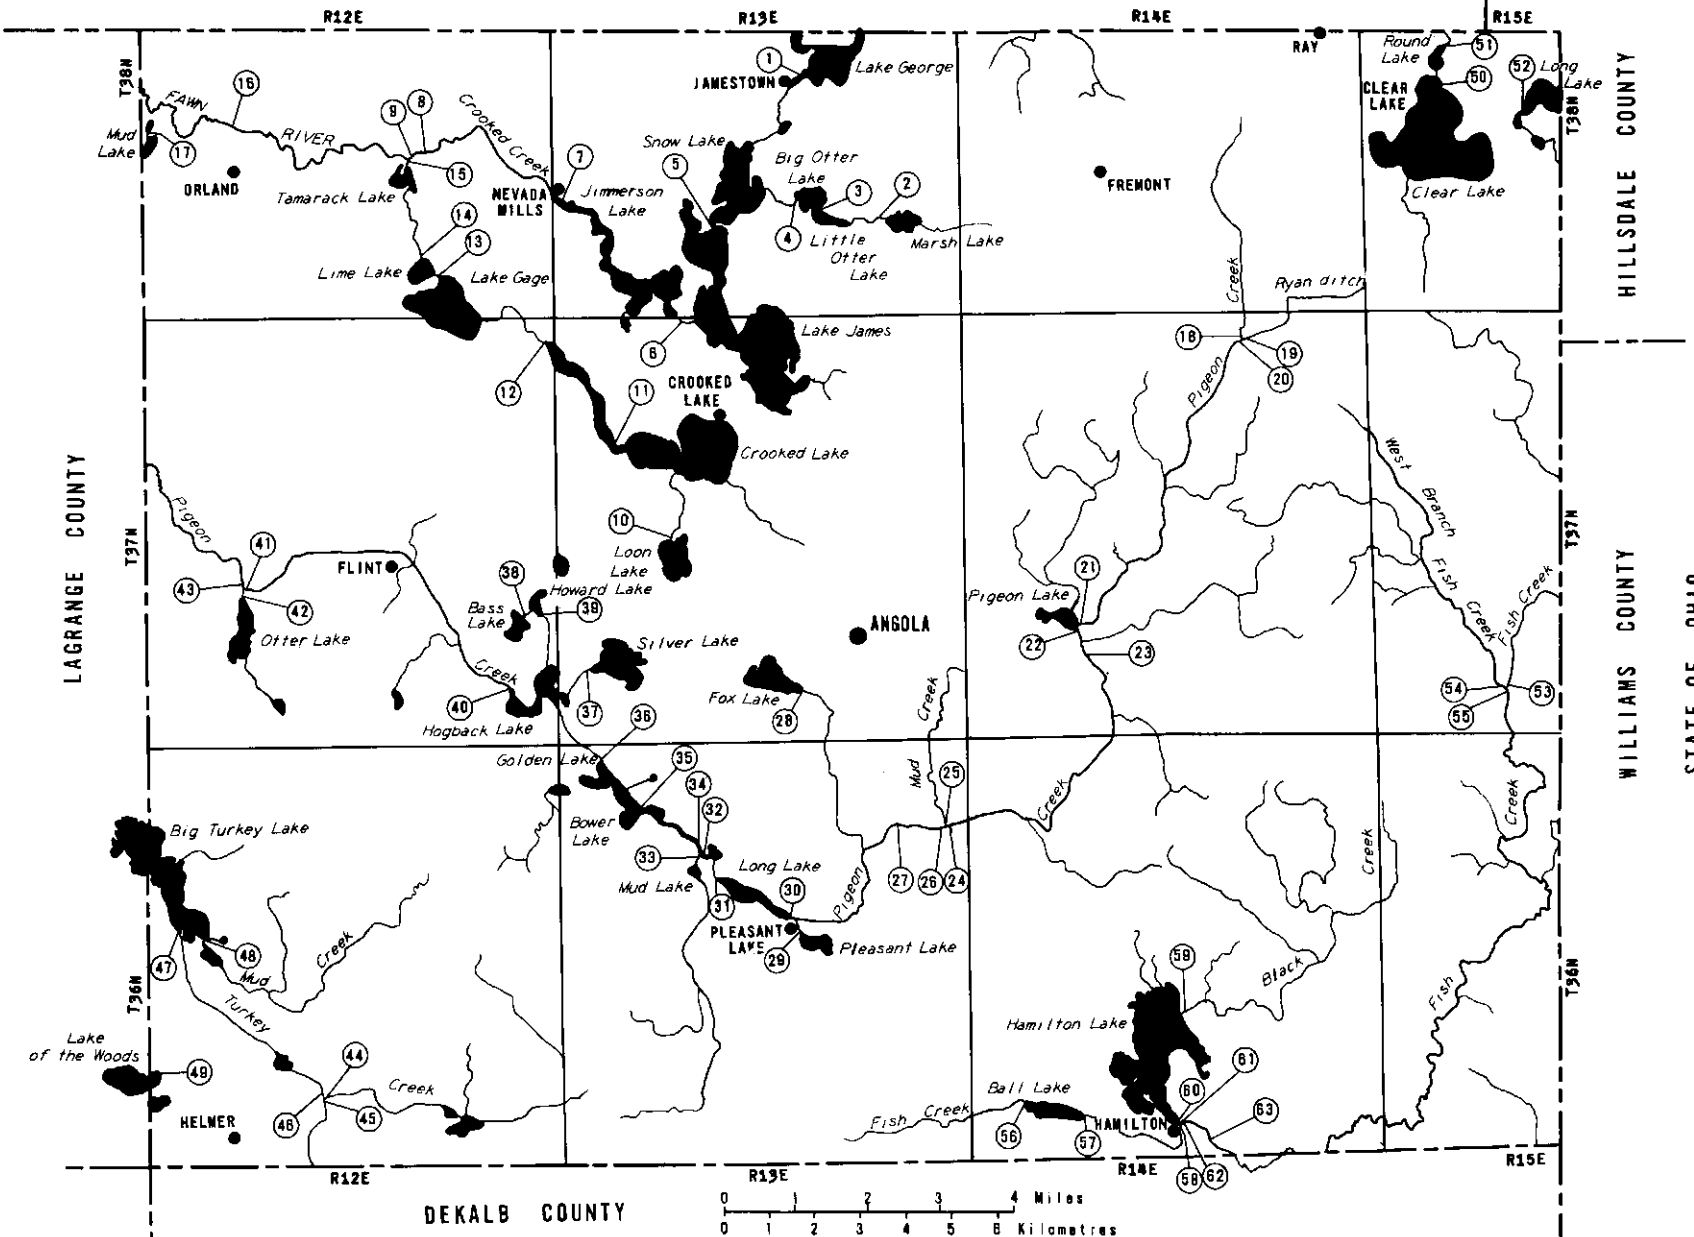 R12E
R13E
R14E
R15E
T38N
FAWN
RIVER
16
9
8
Crooked Creek
Mud
Lake
17
ORLAND
Tamarack Lake
15
14
13
Lime Lake
Lake Gage
NEVADA
MILLS
7
Jimmerson
Lake
1
JAMESTOWN
Lake George
Snow Lake
5
Big Otter
Lake
3
2
4
Little
Otter
Lake
Marsh Lake
RAY
FREMONT
Round
Lake
51
50
52
Long
Lake
CLEAR
LAKE
Clear Lake
T38N
HILLSDALE COUNTY
Creek
Ryan ditch
18
19
20
Pigeon
6
Lake James
12
11
CROOKED
LAKE
Crooked Lake
10
Loon
Lake
LAGRANGE COUNTY
T37N
Pigeon
41
43
42
Otter Lake
FLINT
38
Howard Lake
39
Bass
Lake
Silver Lake
Creek
40
37
Hogback Lake
36
ANGOLA
Fox Lake
28
Mud
Creek
Pigeon Lake
21
22
23
West
Branch
Fish
Creek
Fish Creek
54
53
55
T37N
WILLIAMS COUNTY
STATE OF OHIO
Golden Lake
35
34
32
Bower
Lake
33
Mud Lake
Long Lake
31
30
PLEASANT
LAKE
29
Pleasant Lake
Pigeon
27
26
24
25
Creek
Creek
Creek
Big Turkey Lake
47
48
Mud
Creek
T36N
Turkey
Lake
of the Woods
49
HELMER
44
46
45
Creek
59
Black
Hamilton Lake
Fish
T36N
Ball Lake
Fish Creek
56
57
HAMILTON
60
61
63
58
62
R12E
R13E
R14E
R15E
DEKALB COUNTY
0 1 2 3 4 Miles
0 1 2 3 4 5 6 Kilometres